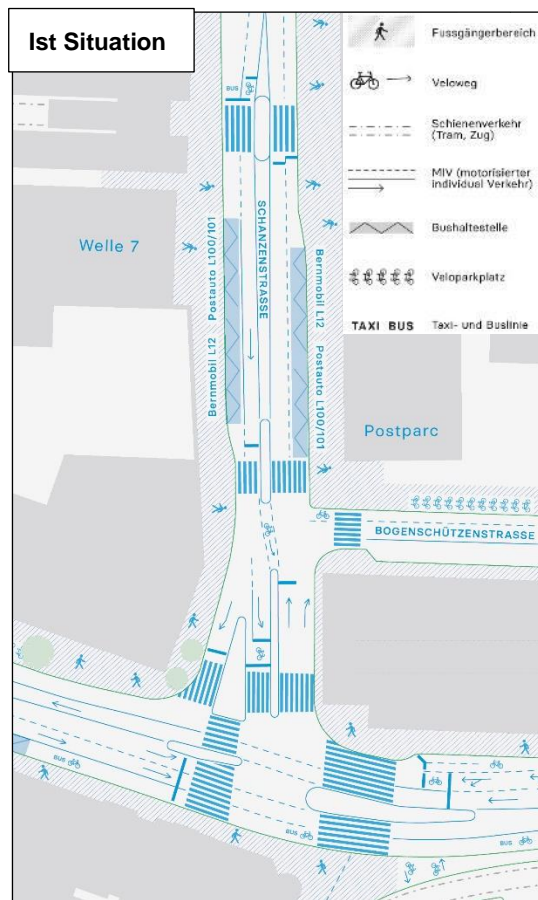 Ist Situation
Fussgängerbereich
Veloweg
Schienenverkehr
(Tram, Zug)
MIV (motorisierter
individual Verkehr)
Bushaltestelle
Veloparkplatz
TAXI BUS Taxi- und Buslinie
BUS
SCHANZENSTRASSE
Welle 7
Bernmobil L12 Postauto L100/101
Bernmobil L12 Postauto L100/101
Postparc
BOGENSCHÜTZENSTRASSE
BUS
BUS
BUS